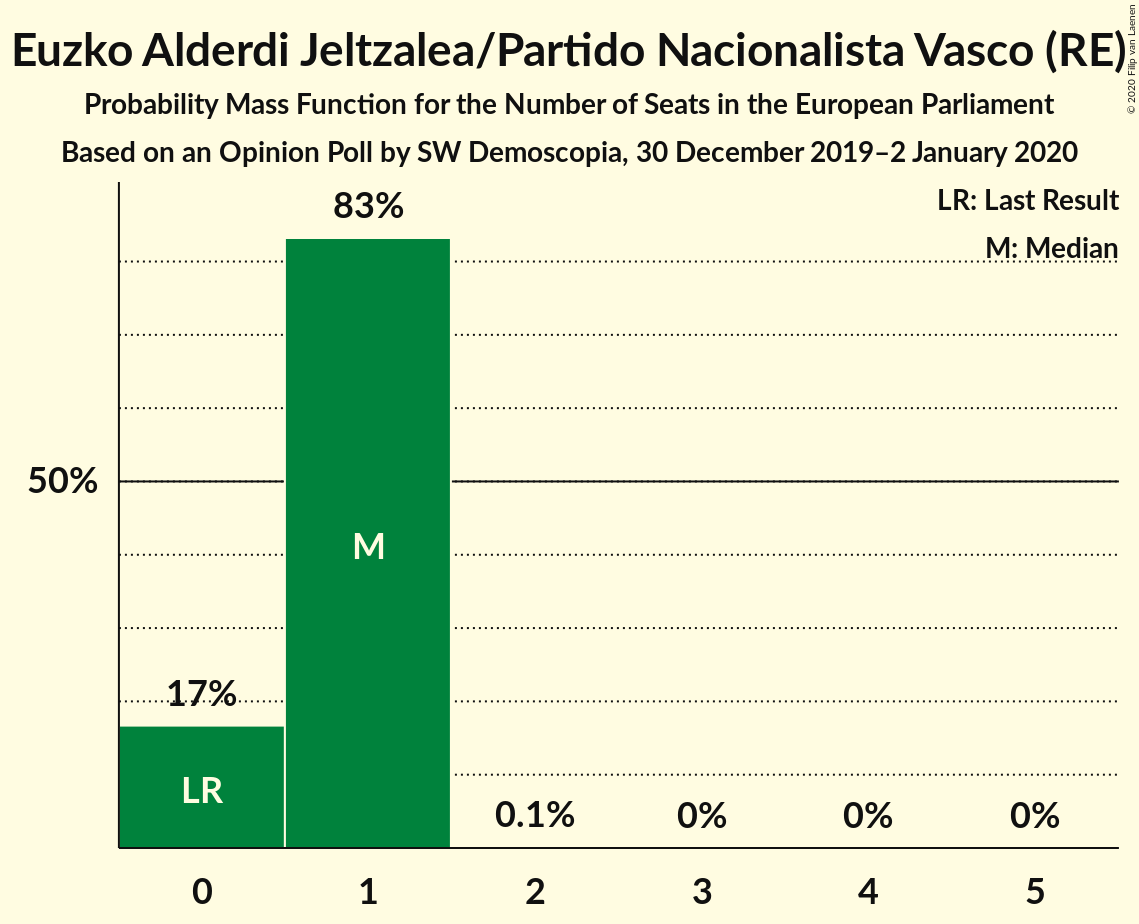 Euzko Alderdi Jeltzalea/Partido Nacionalista Vasco (RE)
© 2020 Filip van Laenen
Probability Mass Function for the Number of Seats in the European Parliament
Based on an Opinion Poll by SW Demoscopia, 30 December 2019–2 January 2020
LR: Last Result
M: Median
83%
50%
M
17%
LR
0.1%
0%
0%
0%
0 1 2 3 4 5